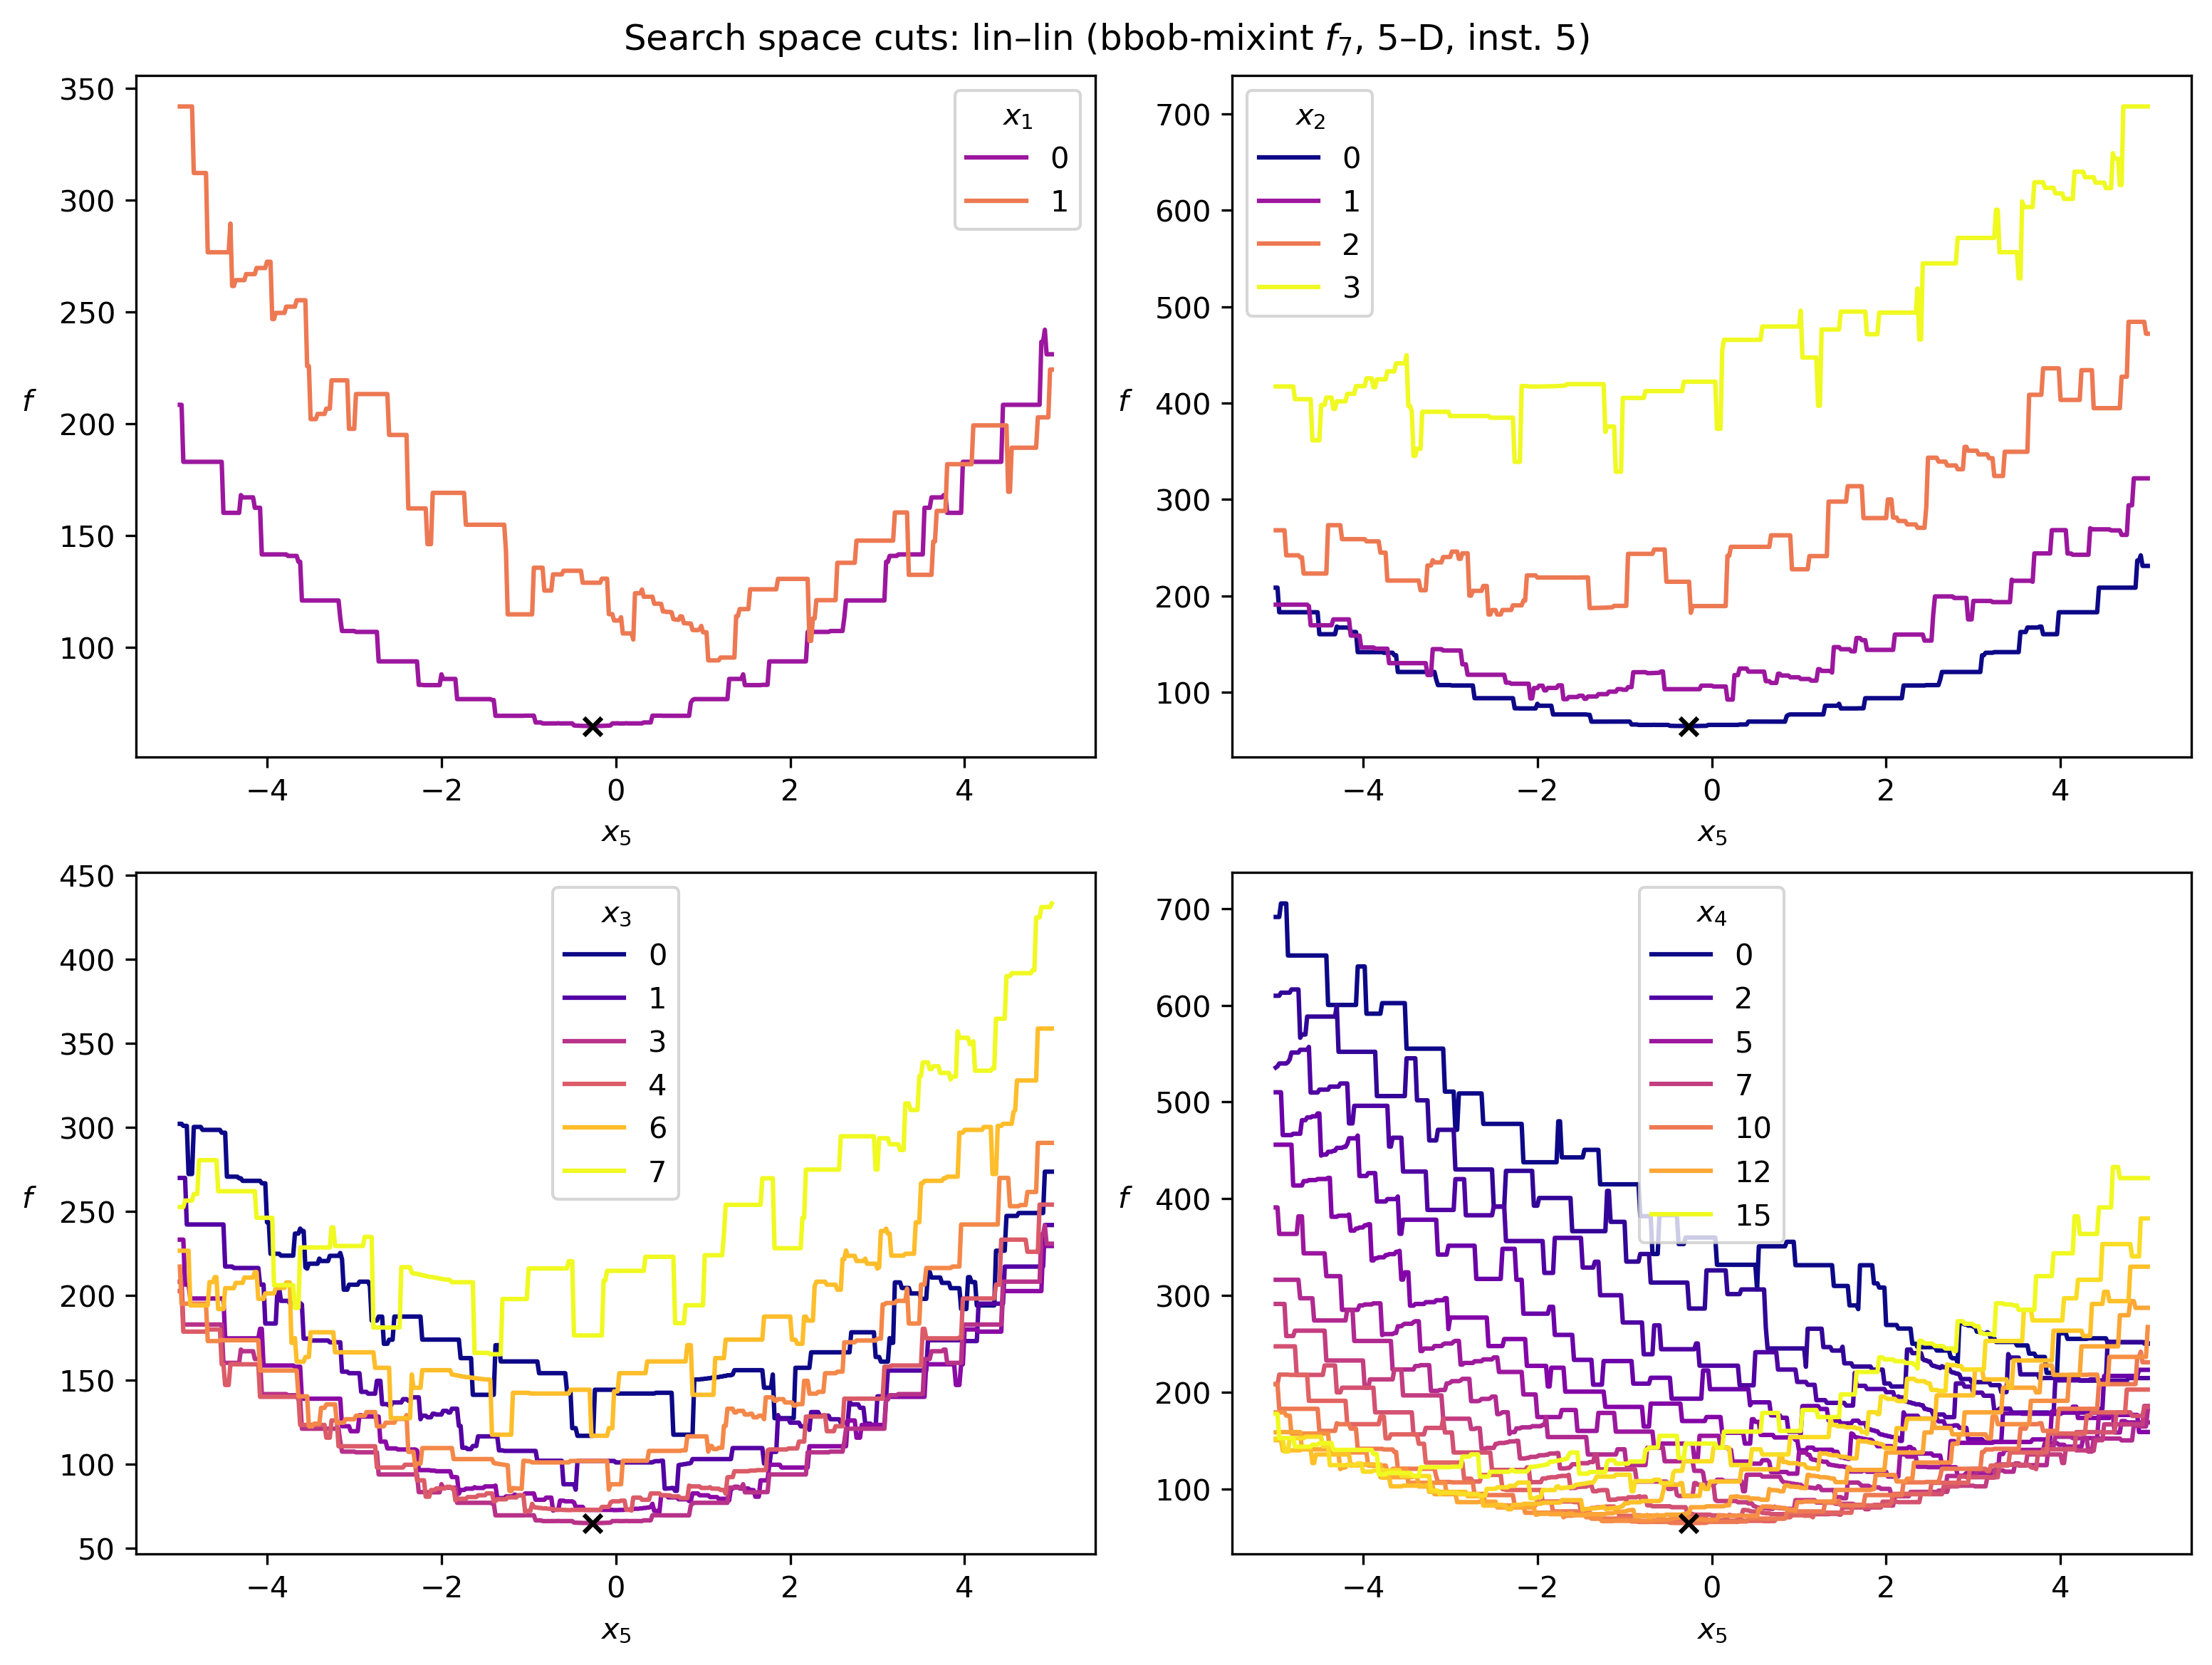 Search space cuts: lin–lin (bbob-mixint f₇, 5–D, inst. 5)
350
300
250
200
150
100
f
−4 −2 0 2 4
x₅
x₁
0
1
700
600
500
400
300
200
100
f
−4 −2 0 2 4
x₅
x₂
0
1
2
3
450
400
350
300
250
200
150
100
50
f
−4 −2 0 2 4
x₅
x₃
0
1
3
4
6
7
700
600
500
400
300
200
100
f
−4 −2 0 2 4
x₅
x₄
0
2
5
7
10
12
15